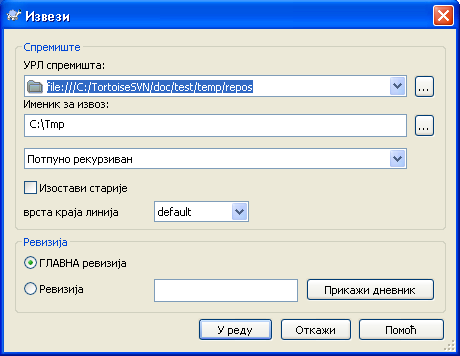 Извези
Спремиште
УРЛ спремишта:
file:///C:/TortoiseSVN/doc/test/temp/repos
...
Именик за извоз:
C:\Tmp
...
Потпуно рекурзиван
Изостави старије
врста краја линија
default
Ревизија
ГЛАВНА ревизија
Ревизија
Прикажи дневник
У реду
Откажи
Помоћ